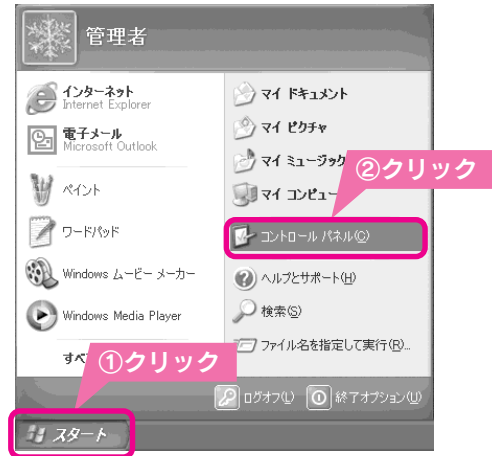 管理者
インターネット
Internet Explorer
電子メール
Microsoft Outlook
ペイント
ワードパッド
Windows ムービー メーカー
Windows Media Player
すべ
①クリック
マイ ドキュメント
マイ ピクチャ
マイ ミュージック
②クリック
マイ コンピュー
コントロール パネル(C)
ヘルプとサポート(H)
検索(S)
ファイル名を指定して実行(R)...
ログオフ(L)
終了オプション(U)
スタート